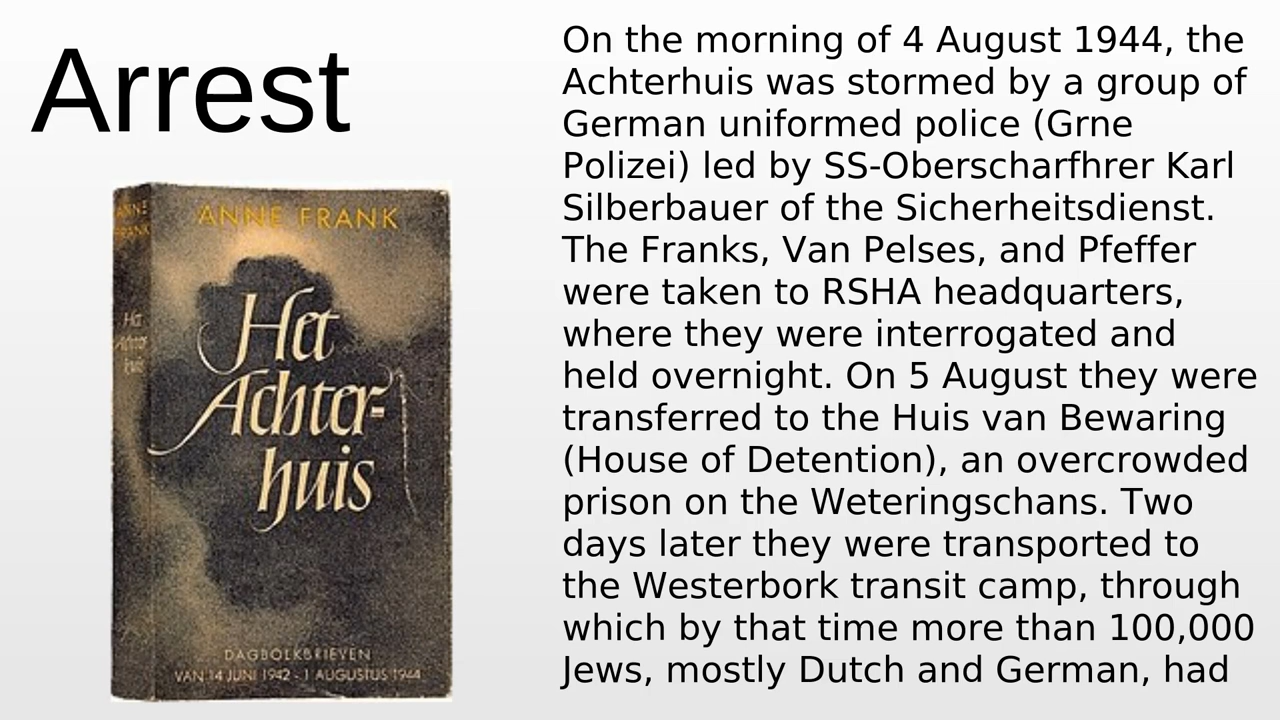 Arrest
On the morning of 4 August 1944, the
Achterhuis was stormed by a group of
German uniformed police (Grne
Polizei) led by SS-Oberscharfhrer Karl
Silberbauer of the Sicherheitsdienst.
The Franks, Van Pelses, and Pfeffer
were taken to RSHA headquarters,
where they were interrogated and
held overnight. On 5 August they were
transferred to the Huis van Bewaring
(House of Detention), an overcrowded
prison on the Weteringschans. Two
days later they were transported to
the Westerbork transit camp, through
which by that time more than 100,000
Jews, mostly Dutch and German, had
ANNE FRANK
Het
Achter=
huis
DAGBOEKBRIEVEN
VAN 14 JUNI 1942 - 1 AUGUSTUS 1944
ANNE
FRANK
Het
Achter
huis